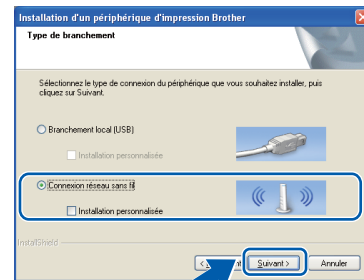 Installation d'un périphérique d'impression Brother
Type de branchement
Sélectionnez le type de connexion du périphérique que vous souhaitez installer, puis
cliquez sur Suivant.
Branchement local (USB)
Installation personnalisée
Connexion réseau sans fil
Installation personnalisée
InstallShield
Suivant >
Annuler